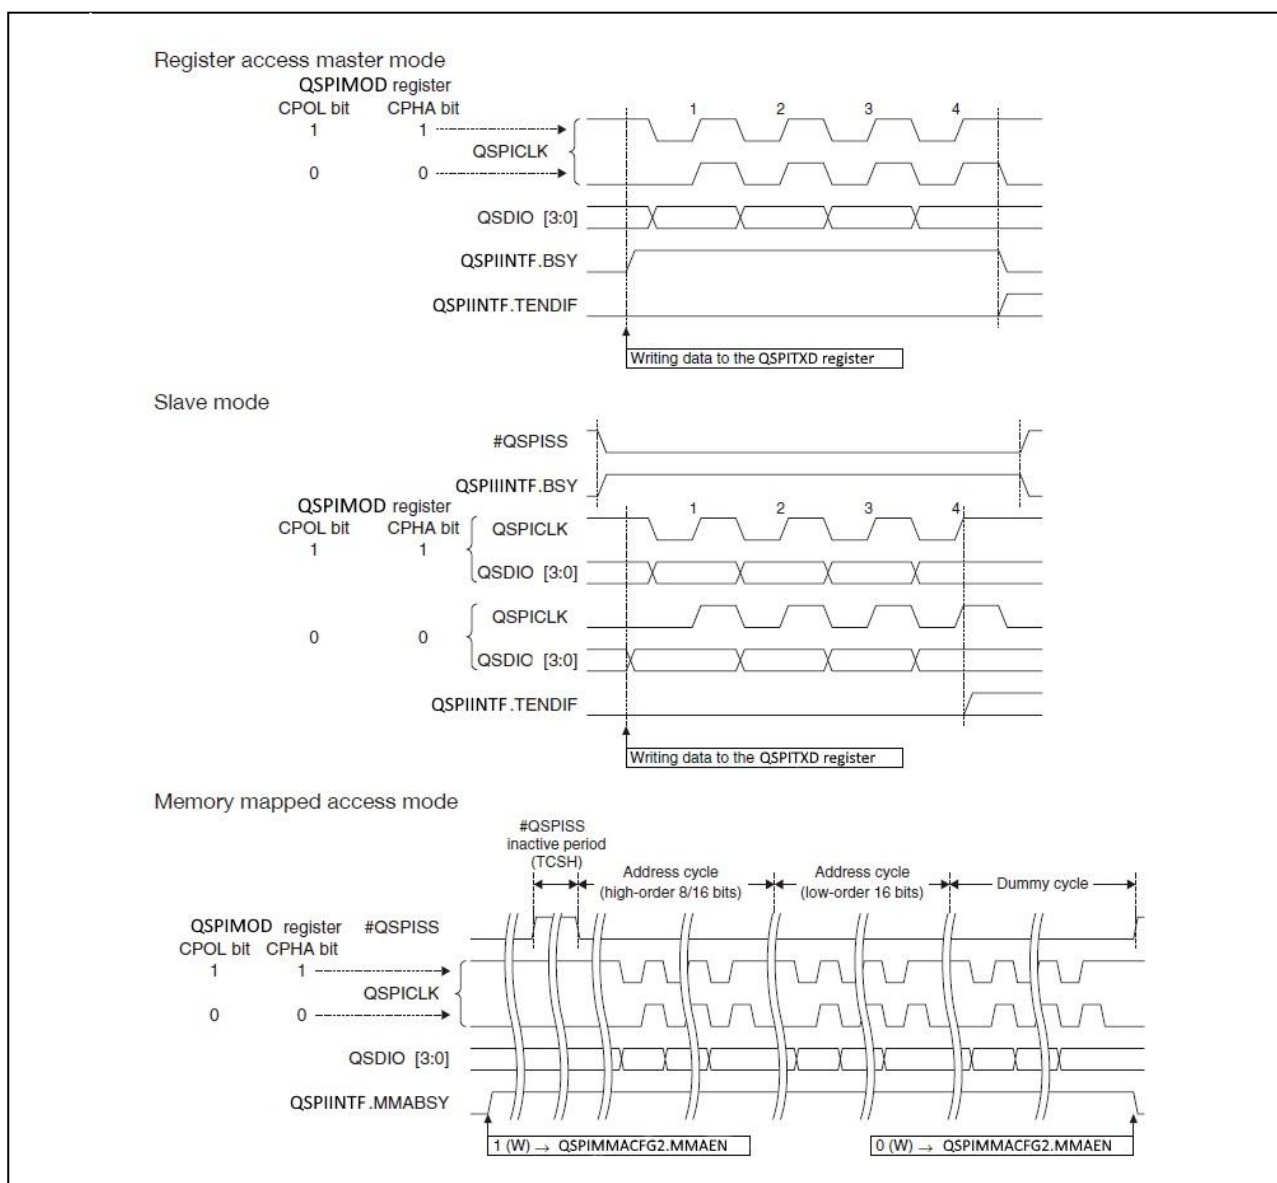 Register access master mode
QSPIMOD register
CPOL bit CPHA bit
1 1
QSPICLK
0 0
1 2 3 4
QSDIO [3:0]
QSPIINTF.BSY
QSPIINTF.TENDIF
Writing data to the QSPITXD register
Slave mode
#QSPISS
QSPIIINTF.BSY
QSPIMOD register
CPOL bit CPHA bit
1 1
QSPICLK
1 2 3 4
QSDIO [3:0]
0 0
QSPICLK
QSDIO [3:0]
QSPIINTF.TENDIF
Writing data to the QSPITXD register
Memory mapped access mode
#QSPISS
inactive period
(TCSH)
Address cycle
(high-order 8/16 bits)
Address cycle
(low-order 16 bits)
Dummy cycle
QSPIMOD register #QSPISS
CPOL bit CPHA bit
1 1
QSPICLK
0 0
QSDIO [3:0]
QSPIINTF.MMABSY
1 (W) → QSPIMMACFG2.MMAEN
0 (W) → QSPIMMACFG2.MMAEN